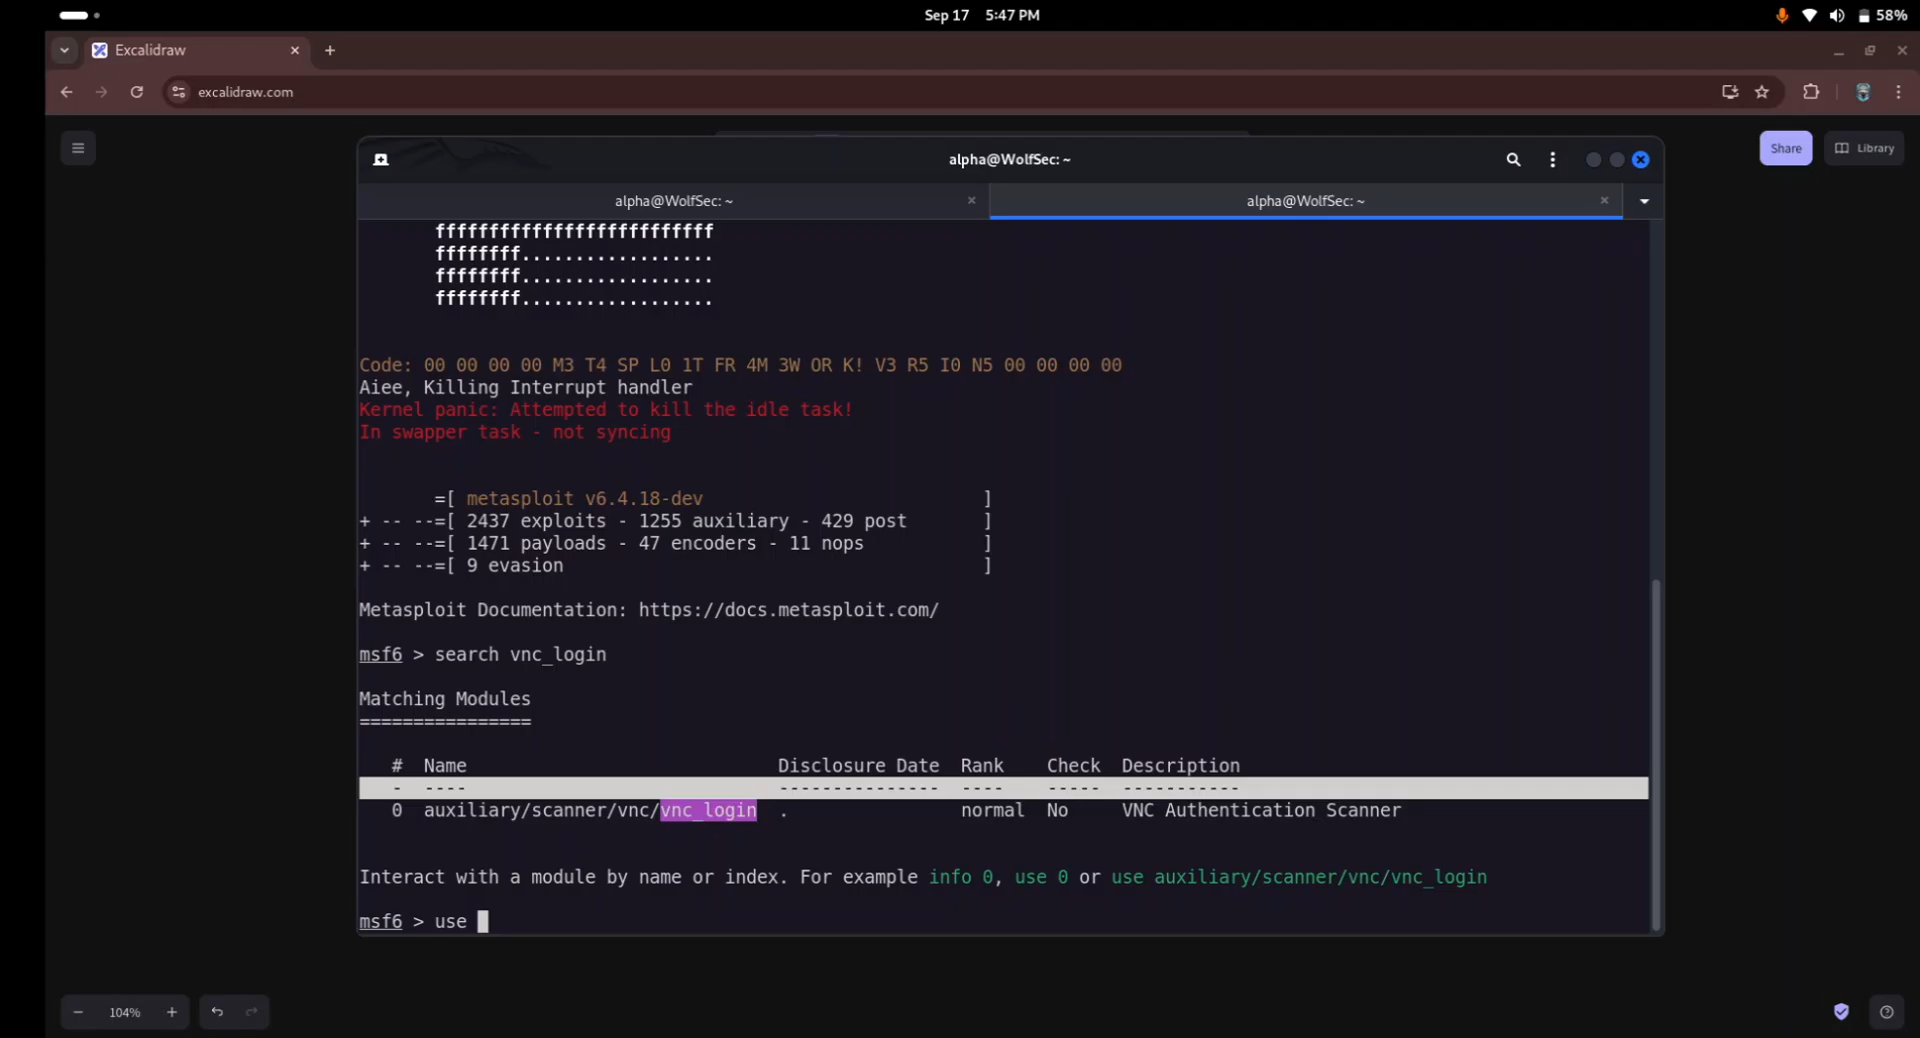 Sep 17 5:47 PM
58%
Excalidraw
excalidraw.com
Share
Library
alpha@WolfSec: ~
alpha@WolfSec: ~
alpha@WolfSec: ~
ffffffffffffffffffffffffff
ffffffff..................
ffffffff..................
ffffffff..................
Code: 00 00 00 00 M3 T4 SP L0 1T FR 4M 3W OR K! V3 R5 I0 N5 00 00 00 00
Aiee, Killing Interrupt handler
Kernel panic: Attempted to kill the idle task!
In swapper task - not syncing
=[ metasploit v6.4.18-dev ]
+ -- --=[ 2437 exploits - 1255 auxiliary - 429 post ]
+ -- --=[ 1471 payloads - 47 encoders - 11 nops ]
+ -- --=[ 9 evasion ]
Metasploit Documentation: https://docs.metasploit.com/
msf6 > search vnc_login
Matching Modules
================
# Name Disclosure Date Rank Check Description
- ---- --------------- ---- ----- -----------
0 auxiliary/scanner/vnc/vnc_login . normal No VNC Authentication Scanner
Interact with a module by name or index. For example info 0, use 0 or use auxiliary/scanner/vnc/vnc_login
msf6 > use
104%